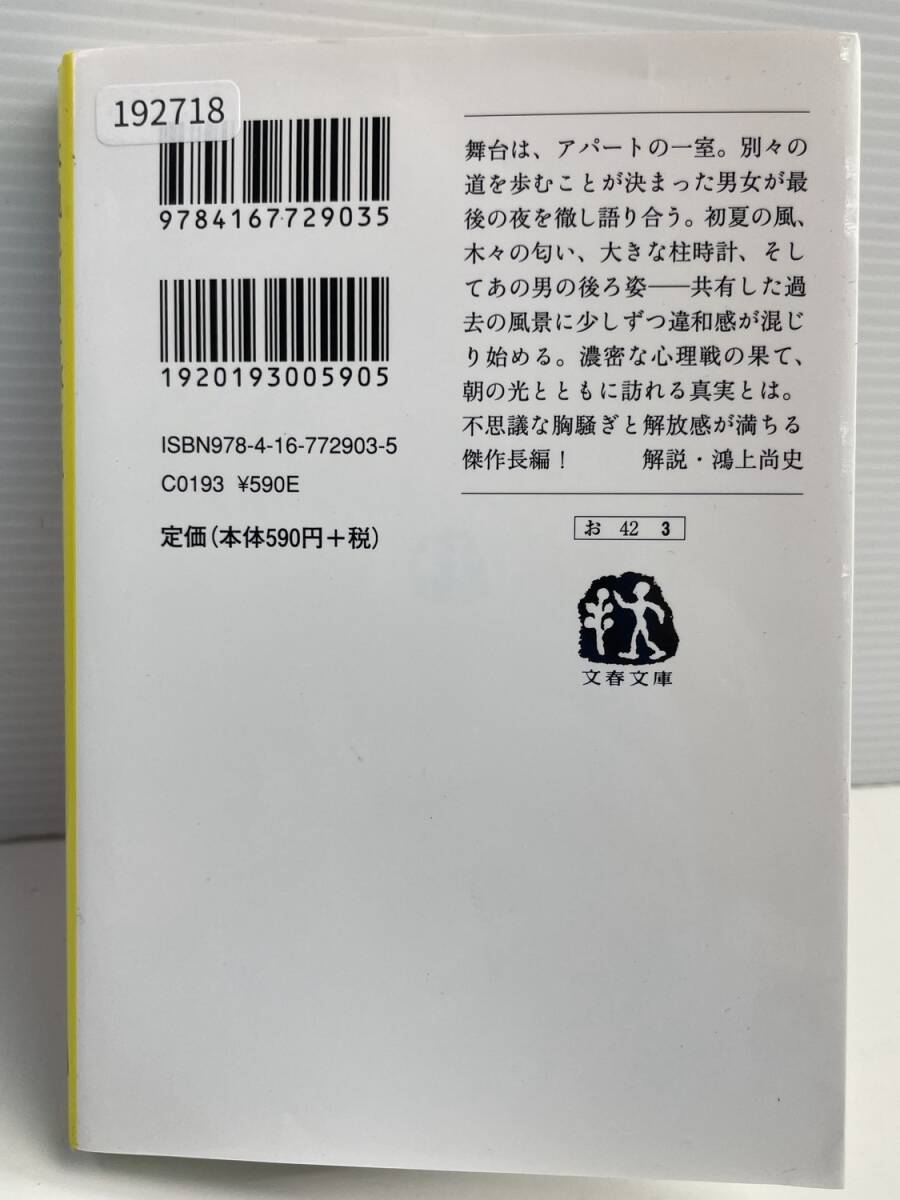 192718
9784167729035
1920193005905
ISBN978-4-16-772903-5
C0193 ¥590E
定価(本体590円+税)
舞台は、アパートの一室。別々の
道を歩むことが決まった男女が最
後の夜を徹し語り合う。初夏の風、
木々の匂い、大きな柱時計、そし
てあの男の後ろ姿──共有した過
去の風景に少しずつ違和感が混じ
り始める。濃密な心理戦の果て、
朝の光とともに訪れる真実とは。
不思議な胸騒ぎと解放感が満ちる
傑作長編! 解説・鴻上尚史
お 42 3
文春文庫